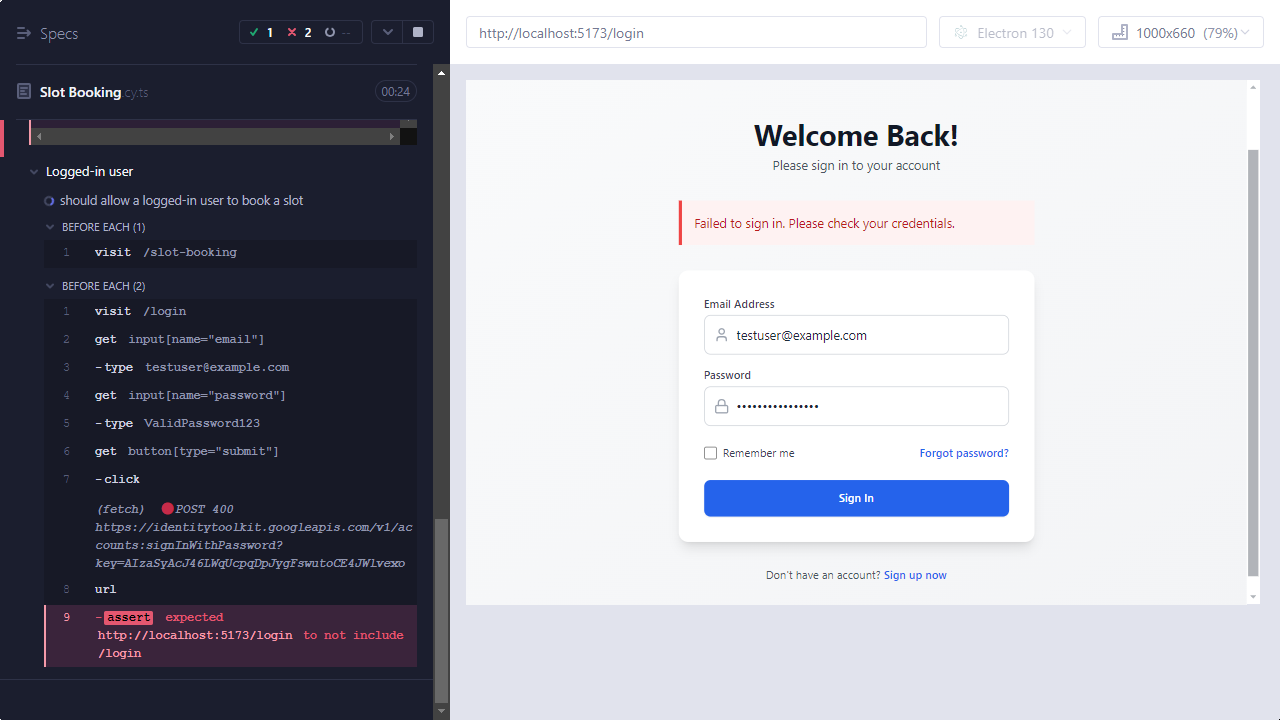 Specs
1 2 --
http://localhost:5173/login
Electron 130
1000x660 (79%)
Slot Booking.cy.ts
00:24
Logged-in user
should allow a logged-in user to book a slot
BEFORE EACH (1)
1 visit /slot-booking
BEFORE EACH (2)
1 visit /login
2 get input[name="email"]
3 -type testuser@example.com
4 get input[name="password"]
5 -type ValidPassword123
6 get button[type="submit"]
7 -click
(fetch) POST 400
https://identitytoolkit.googleapis.com/v1/ac
counts:signInWithPassword?
key=AIzaSyAcJ46LWqUcpqDpJygFswutoCE4JWlvexo
8 url
9 -assert expected
http://localhost:5173/login to not include
/login
Welcome Back!
Please sign in to your account
Failed to sign in. Please check your credentials.
Email Address
testuser@example.com
Password
••••••••••••••••
Remember me
Forgot password?
Sign In
Don't have an account? Sign up now